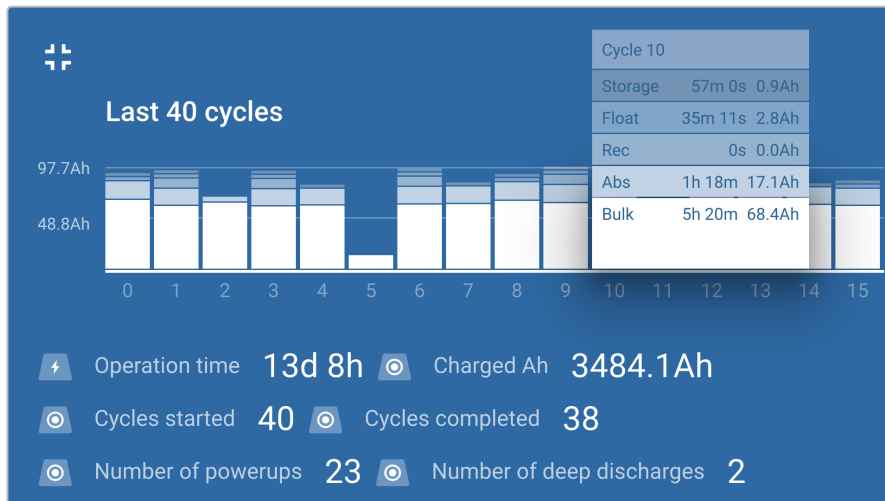 Last 40 cycles
97.7Ah
48.8Ah
Cycle 10
Storage 57m 0s 0.9Ah
Float 35m 11s 2.8Ah
Rec 0s 0.0Ah
Abs 1h 18m 17.1Ah
Bulk 5h 20m 68.4Ah
0 1 2 3 4 5 6 7 8 9 10 11 12 13 14 15
Operation time 13d 8h Charged Ah 3484.1Ah
Cycles started 40 Cycles completed 38
Number of powerups 23 Number of deep discharges 2